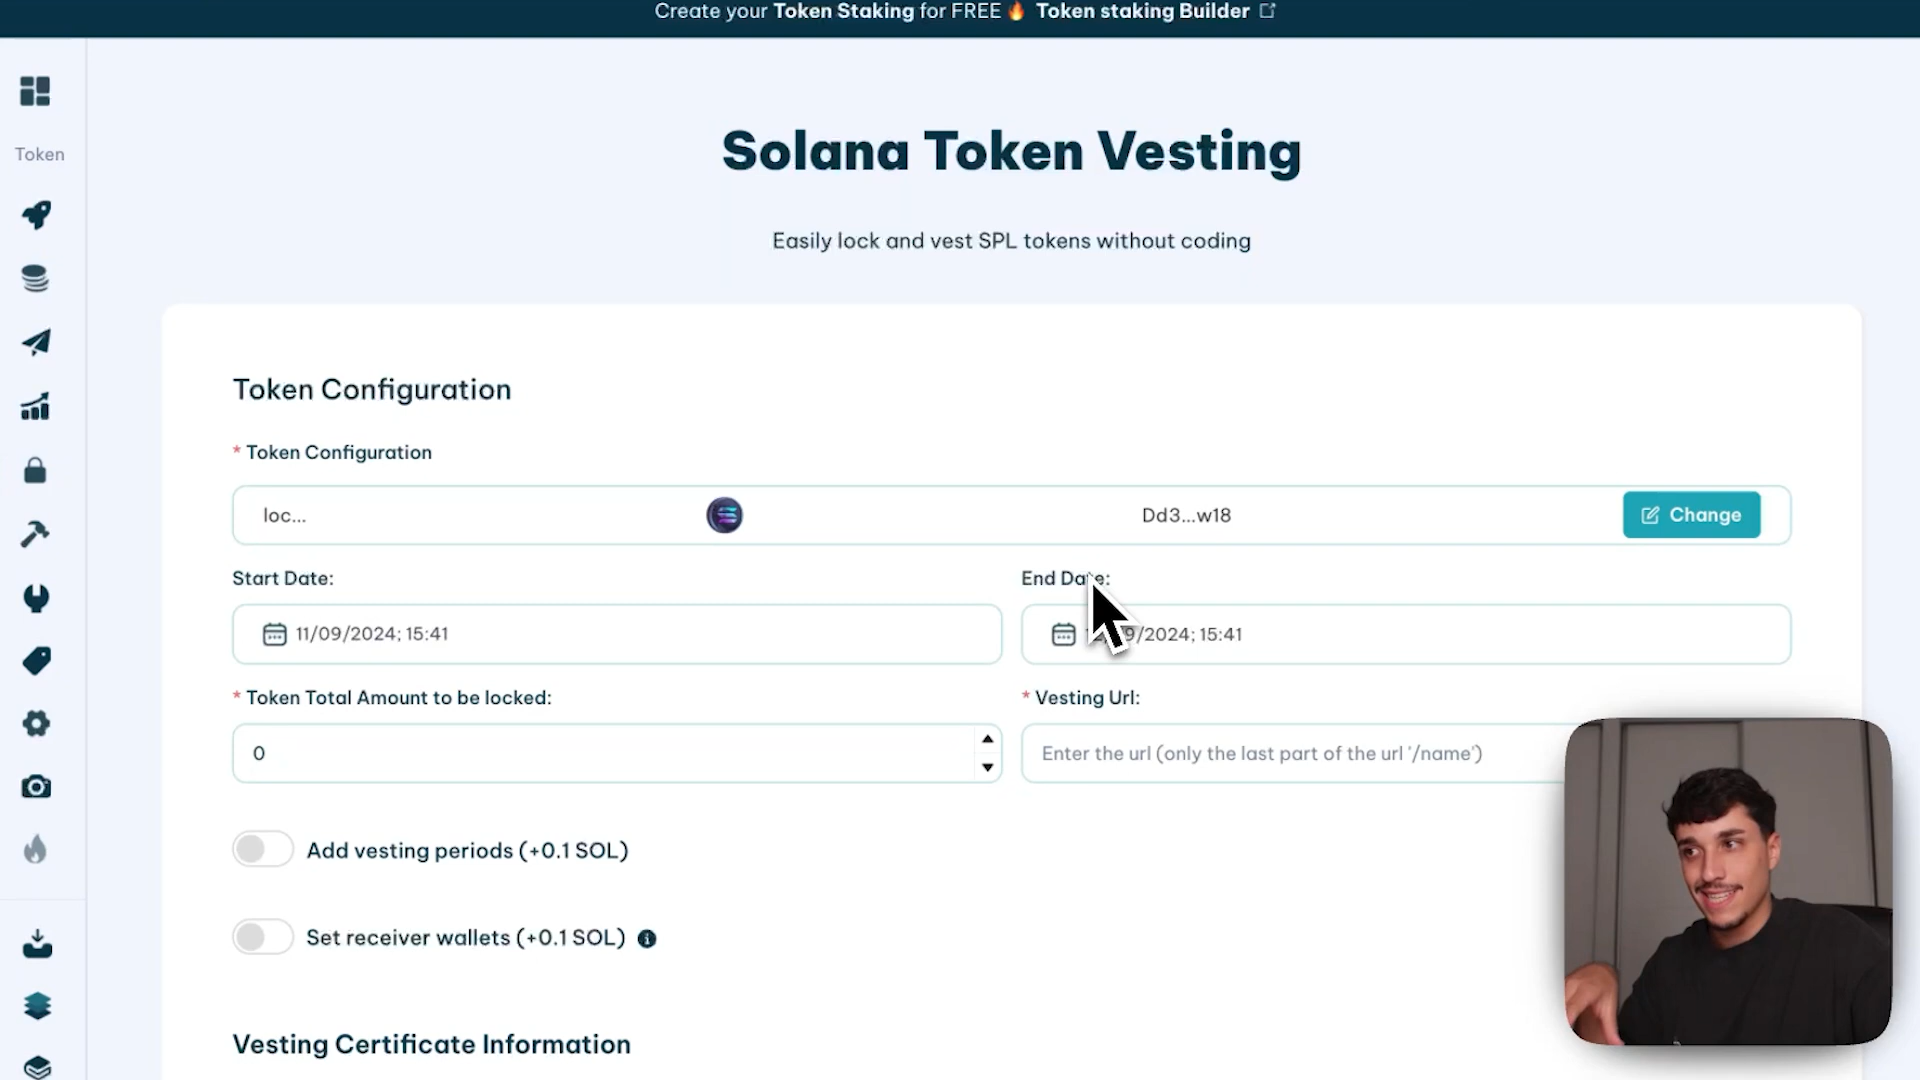 Create your Token Staking for FREE 🔥 Token staking Builder
Token
Solana Token Vesting
Easily lock and vest SPL tokens without coding
Token Configuration
* Token Configuration
loc...
Dd3...w18
Change
Start Date:
End Date:
11/09/2024; 15:41
/2024; 15:41
* Token Total Amount to be locked:
* Vesting Url:
0
Enter the url (only the last part of the url '/name')
Add vesting periods (+0.1 SOL)
Set receiver wallets (+0.1 SOL)
Vesting Certificate Information